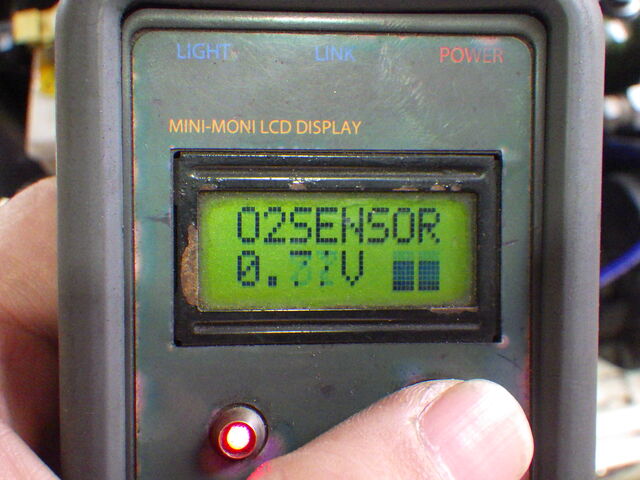 LIGHT LINK POWER
MINI-MONI LCD DISPLAY
O2SENSOR